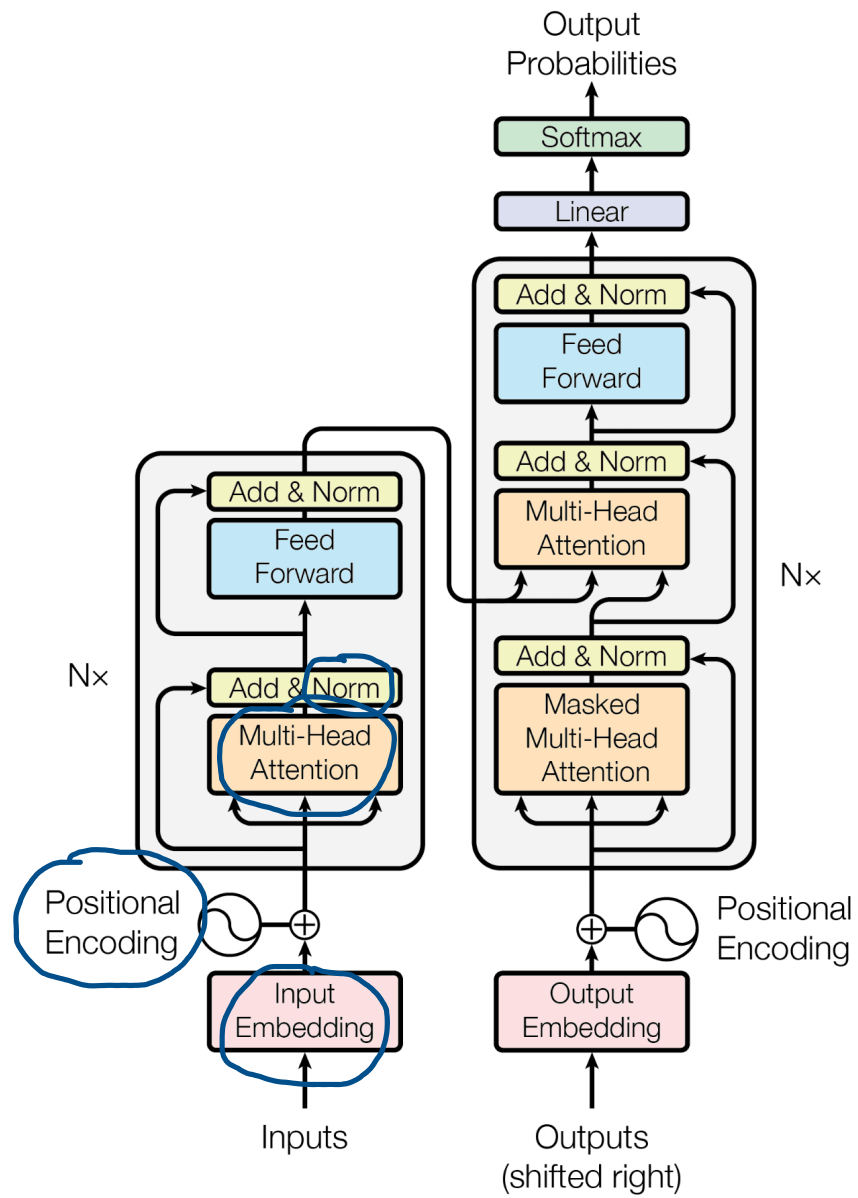 Output
Probabilities
Softmax
Linear
Add & Norm
Feed
Forward
Add & Norm
Multi-Head
Attention
Nx
Add & Norm
Masked
Multi-Head
Attention
Add & Norm
Feed
Forward
Nx
Add & Norm
Multi-Head
Attention
Positional
Encoding
Input
Embedding
Inputs
Positional
Encoding
Output
Embedding
Outputs
(shifted right)